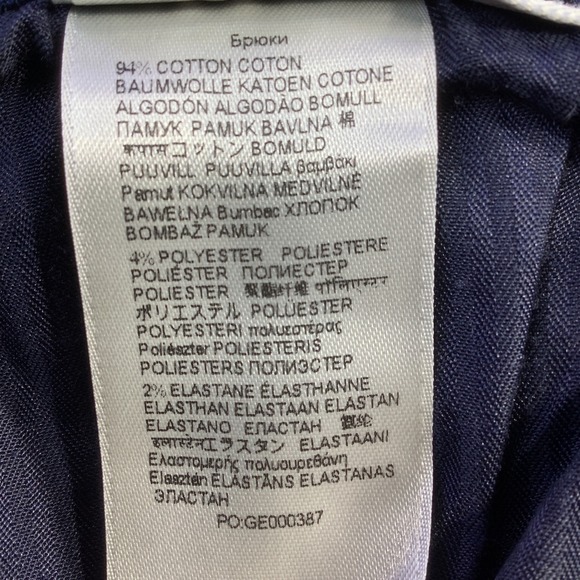 Брюки
94% COTTON COTON
BAUMWOLLE KATOEN COTONE
ALGODÓN ALGODÃO BOMULL
ПАМУК PAMUK BAVLNA 棉
कपास コットン BOMULD
PUUVILL PUUVILLA βαμβάκι
Pamut KOKVILNA MEDVILNĖ
BAWEŁNA Bumbac ХЛОПОК
BOMBAŽ PAMUK
4% POLYESTER POLIESTERE
POLIÉSTER ПОЛИЕСТЕР
POLIESTER 聚酯纤维 पॉलिएस्टर
ポリエステル POLÜESTER
POLYESTERI πολυεστέρας
Poliészter POLIESTERIS
POLIESTERS ПОЛИЭСТЕР
2% ELASTANE ÉLASTHANNE
ELASTHAN ELASTAAN ELASTAN
ELASTANO ЕЛАСТАН 氨纶
इलास्टेन エラスタン ELASTAANI
Ελαστομερής πολυουρεθάνη
Elasztán ELASTĀNS ELASTANAS
ЭЛАСТАН
PO:GE000387